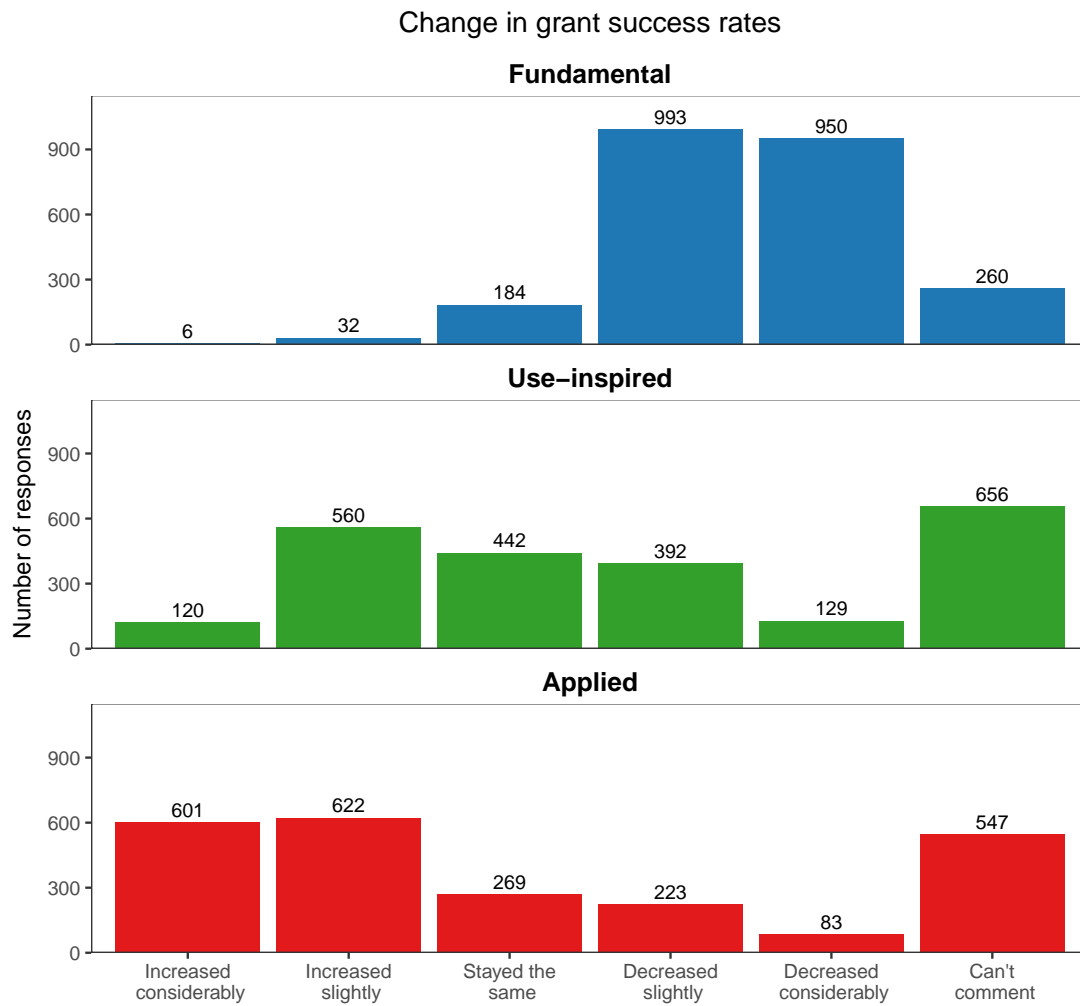 Change in grant success rates
Fundamental
993
950
900
600
300
260
184
32
6
0
Use−inspired
Number of responses
900
656
600
560
442
392
300
120
129
0
Applied
900
601
622
600
547
300
269
223
83
0
Increased considerably
Increased slightly
Stayed the same
Decreased slightly
Decreased considerably
Can't comment